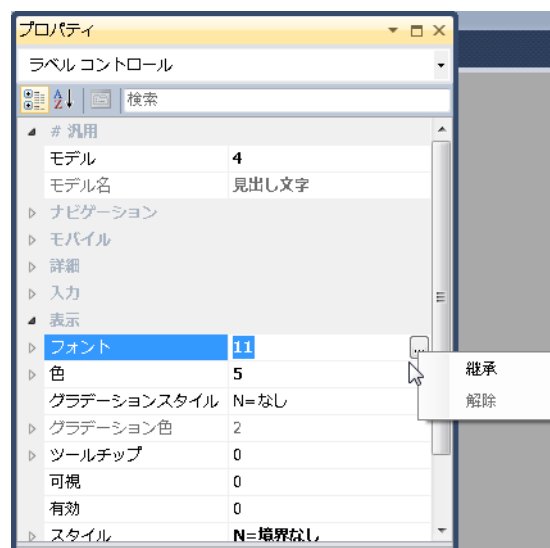 プロパティ
ラベル コントロール
検索
# 汎用
モデル 4
モデル名 見出し文字
ナビゲーション
モバイル
詳細
入力
表示
フォント 11 ...
継承
色 5
解除
グラデーションスタイル N=なし
グラデーション色 2
ツールチップ 0
可視 0
有効 0
スタイル N=境界なし